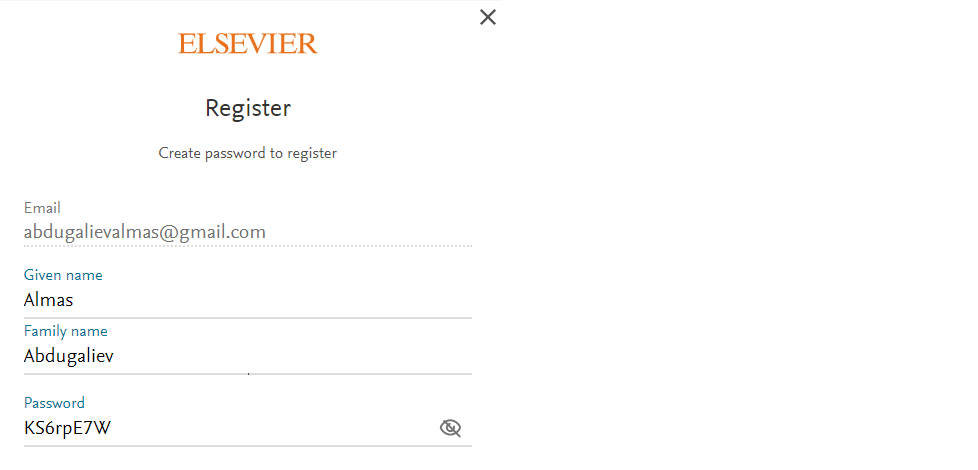 ELSEVIER
Register
Create password to register
Email
abdugalievalmas@gmail.com
Given name
Almas
Family name
Abdugaliev
Password
KS6rpE7W